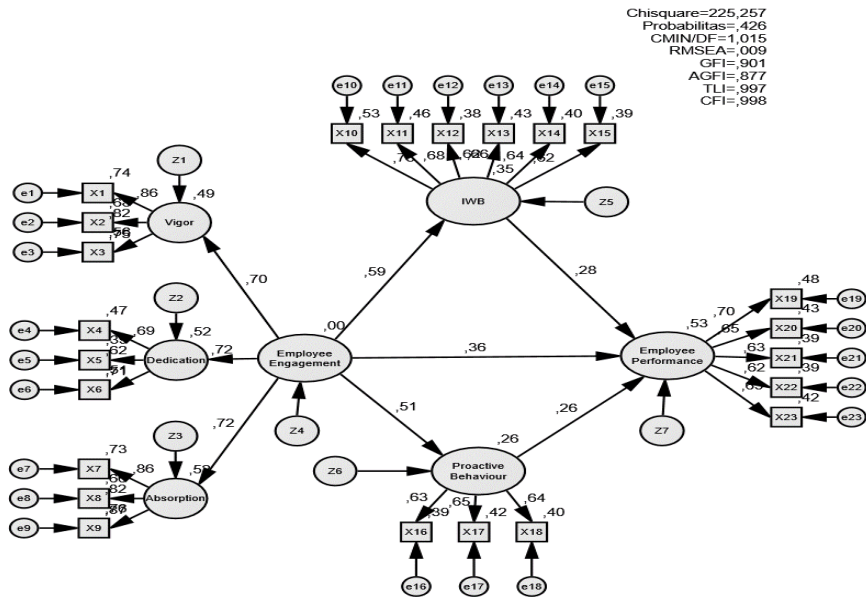 Chisquare=225,257
Probabilitas=,426
CMIN/DF=1,015
RMSEA=,009
GFI=,901
AGFI=,877
TLI=,997
CFI=,998
e10 e11 e12 e13 e14 e15
,53 ,46 ,38 ,43 ,40 ,39
X10 X11 X12 X13 X14 X15
,68 ,64
,35
IWB
Z5
Z1
,74
,49
e1 X1 ,86
e2 X2 ,82
e3 X3
Vigor
,70
,59
,28
Z2
,47
,52
e4 X4 ,69
e5 X5 ,62
e6 X6
Dedication
,72
,00
Employee
Engagement
,36
Z4
,53
Employee
Performance
Z7
,48
,70 X19 e19
,43
,65 X20 e20
,39
,63 X21 e21
,39
,62 X22 e22
,42
X23 e23
,72
,51
,26
Z3
,73
e7 X7 ,86
e8 X8 ,82
e9 X9
Absorption
Z6
,26
Proactive
Behaviour
,63 ,65 ,64
,39 ,42 ,40
X16 X17 X18
e16 e17 e18